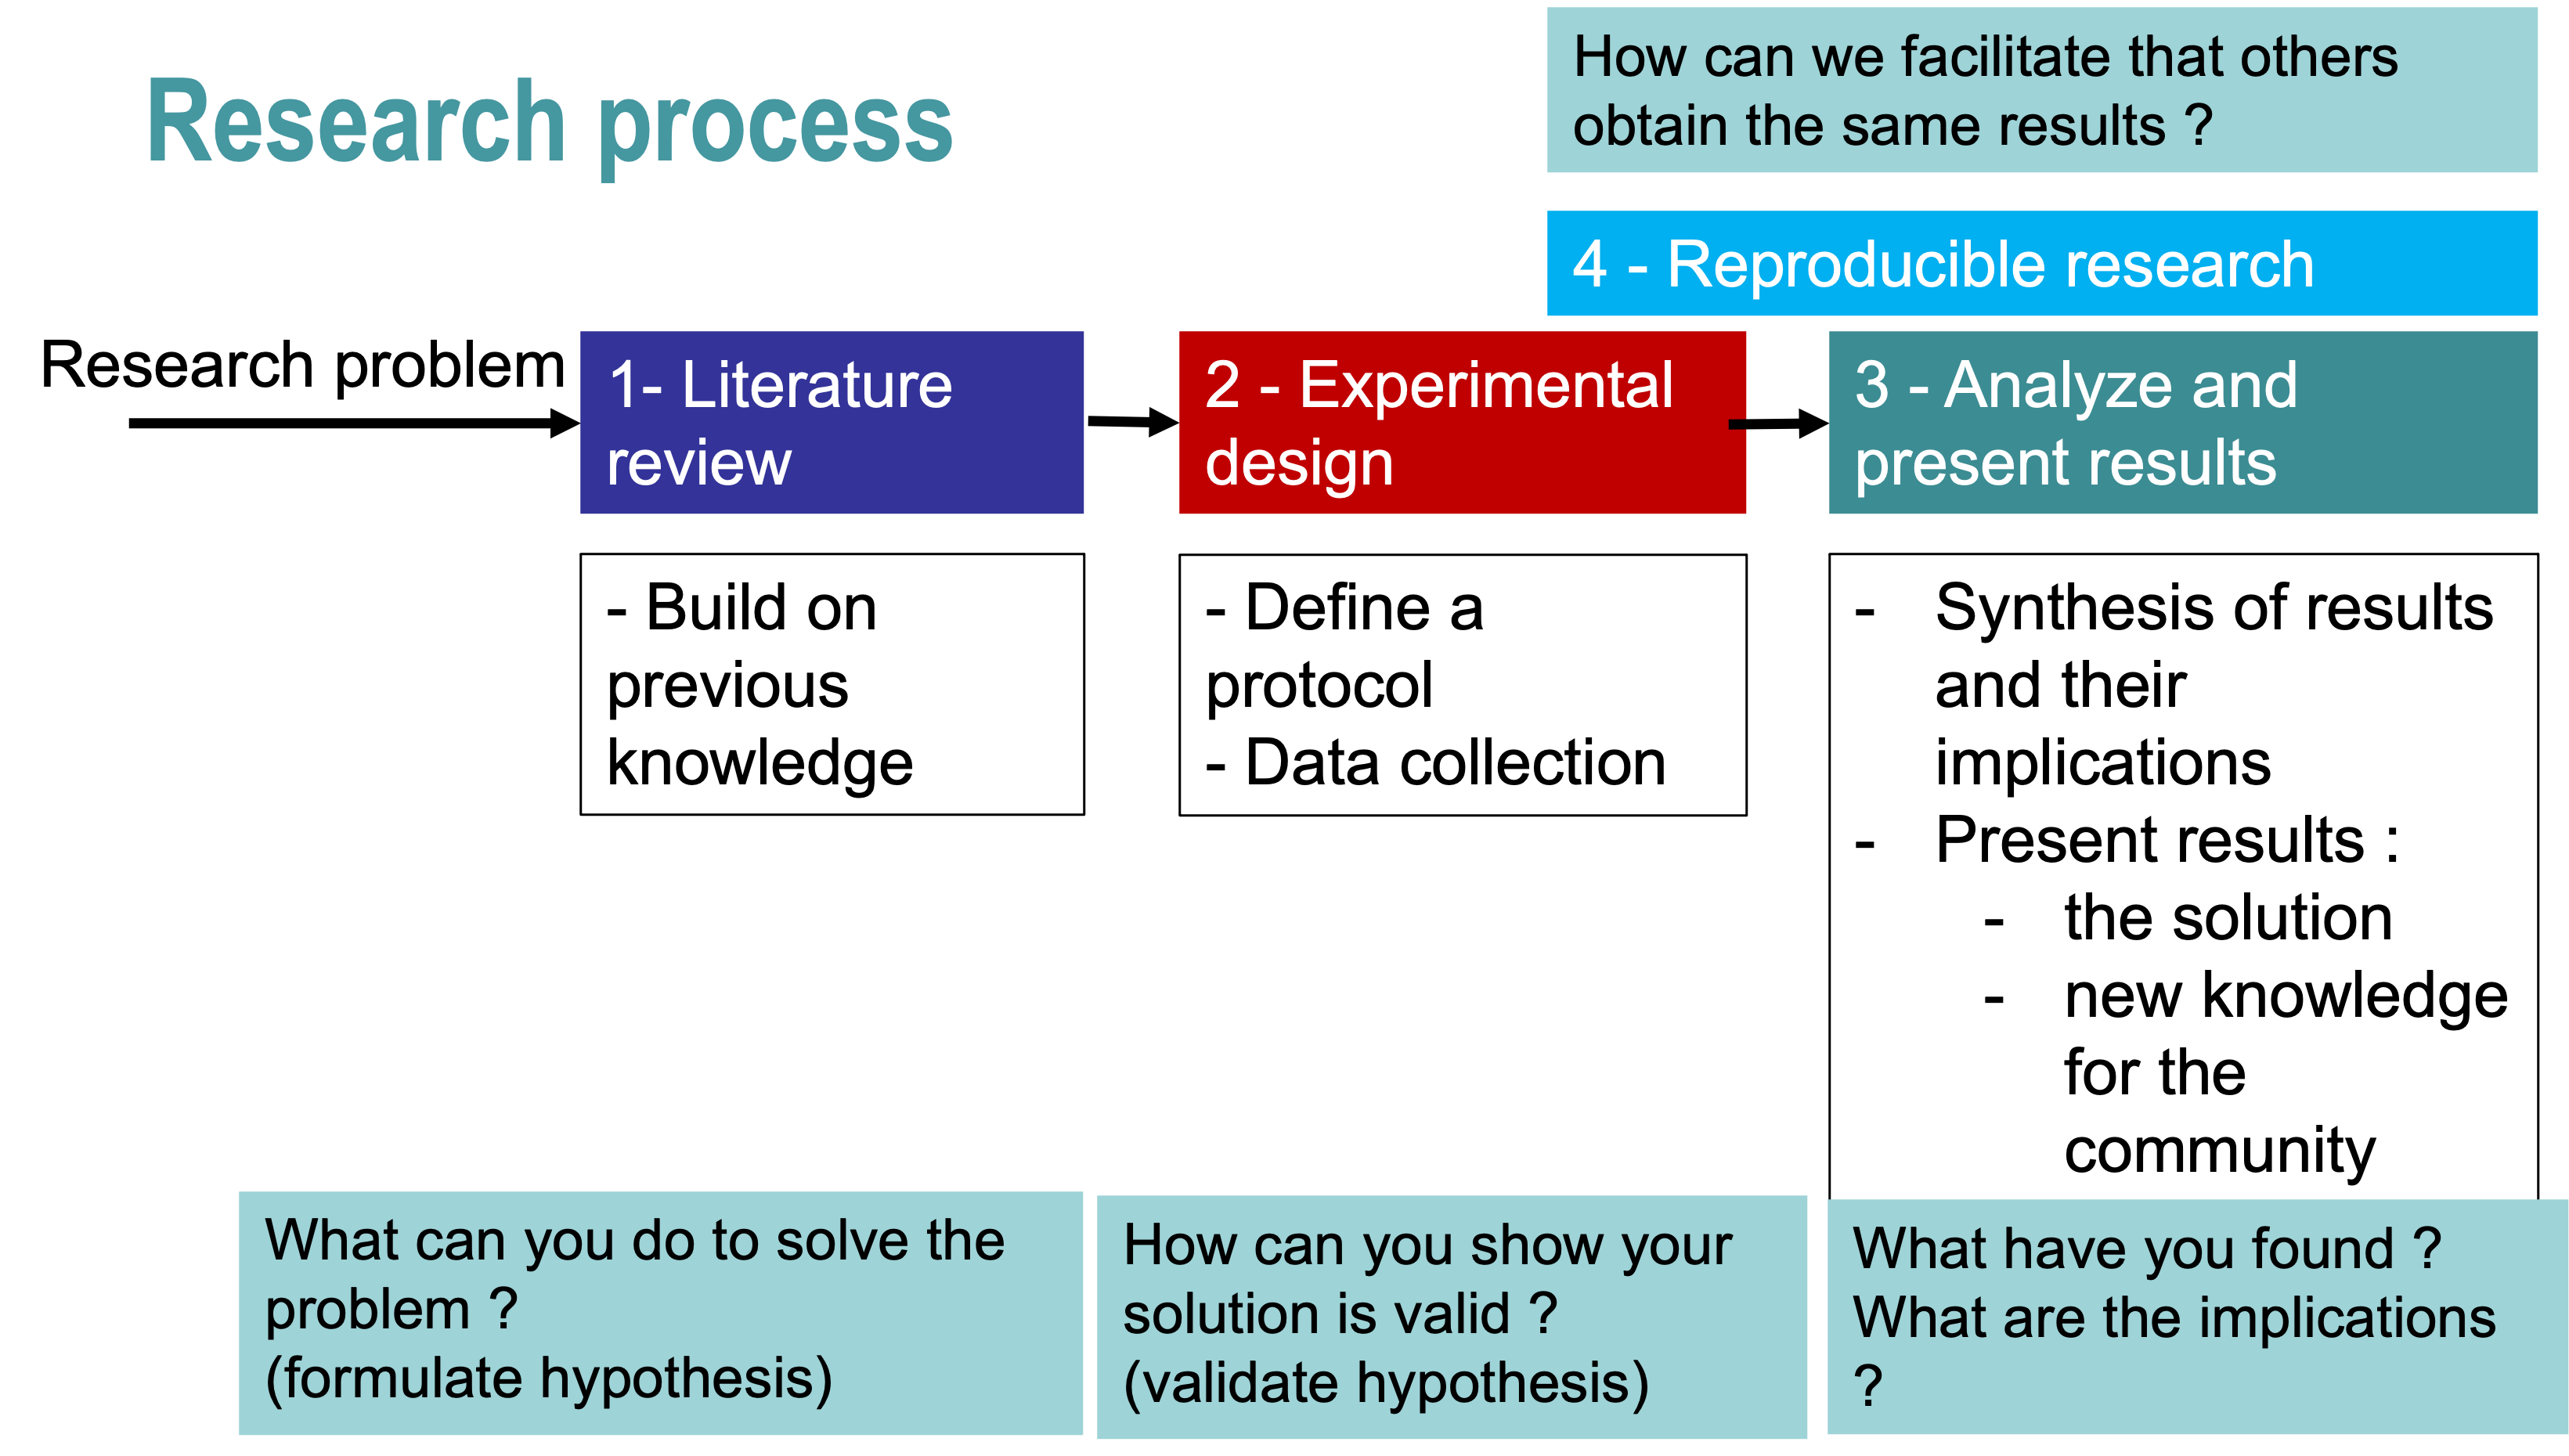 Research process
How can we facilitate that others
obtain the same results ?
4 - Reproducible research
Research problem
1- Literature
review
2 - Experimental
design
3 - Analyze and
present results
- Build on
previous
knowledge
- Define a
protocol
- Data collection
- Synthesis of results
and their
implications
- Present results :
- the solution
- new knowledge
for the
community
What can you do to solve the
problem ?
(formulate hypothesis)
How can you show your
solution is valid ?
(validate hypothesis)
What have you found ?
What are the implications
?